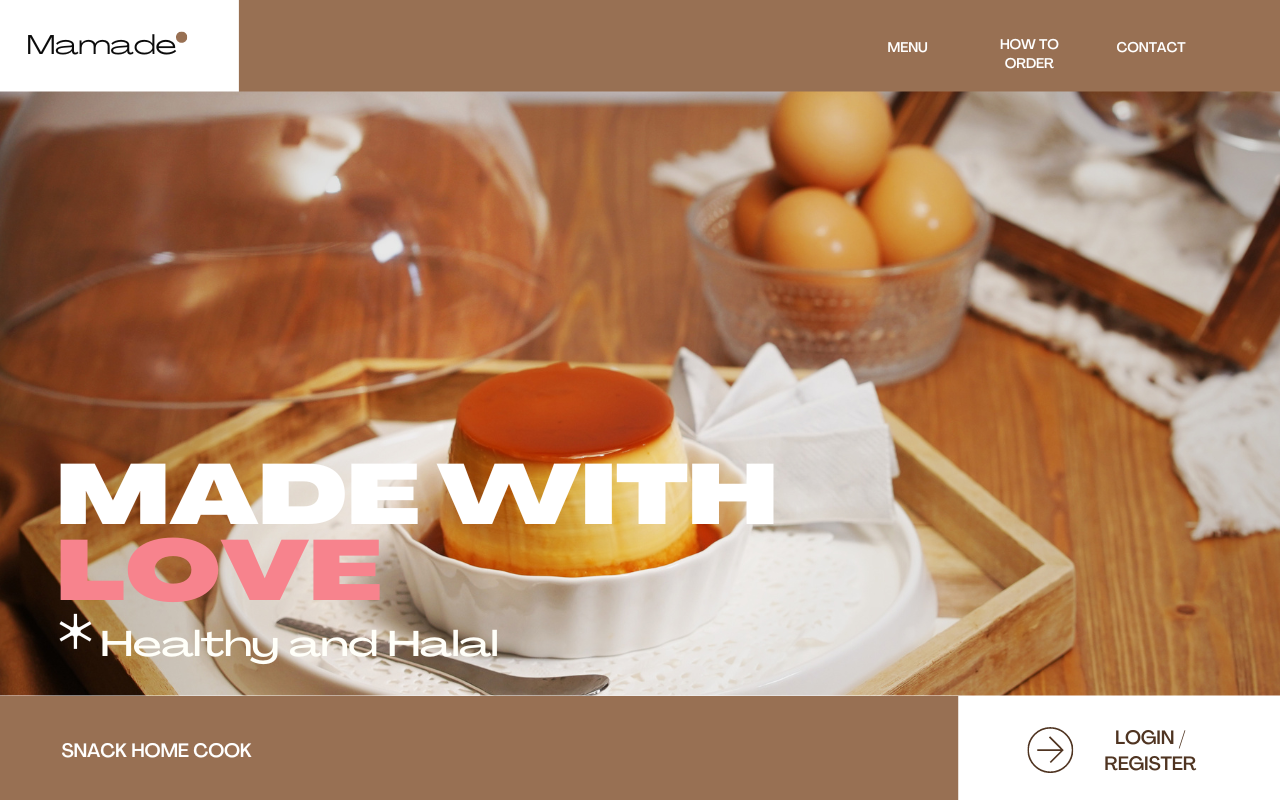 Mamade
MENU
HOW TO
ORDER
CONTACT
MADE WITH
LOVE
Healthy and Halal
SNACK HOME COOK
LOGIN /
REGISTER